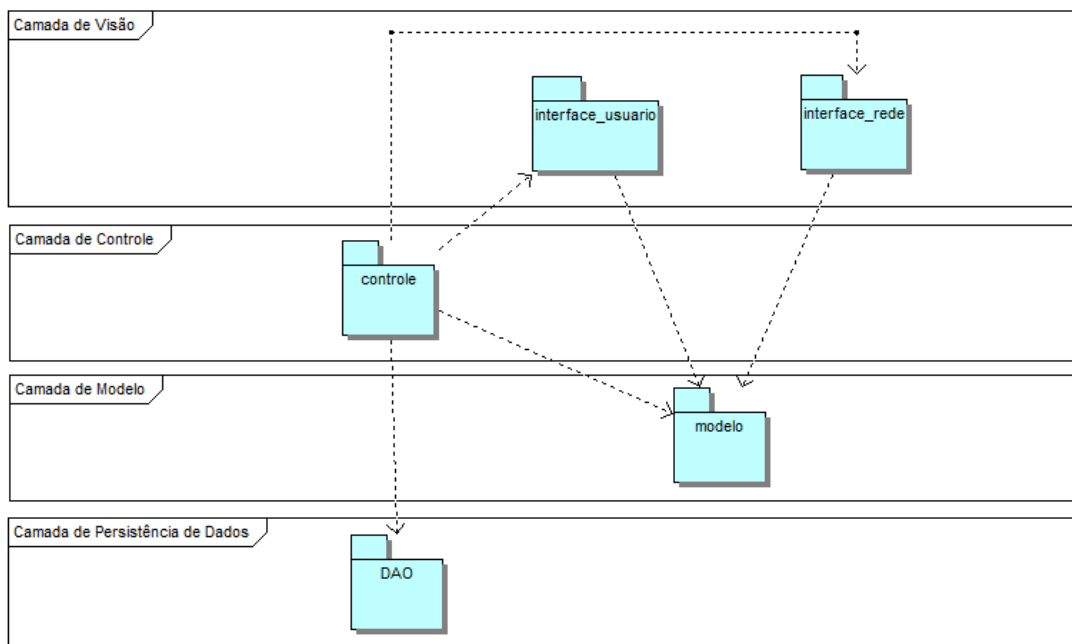 Camada de Visão
interface_usuario
interface_rede
Camada de Controle
controle
Camada de Modelo
modelo
Camada de Persistência de Dados
DAO